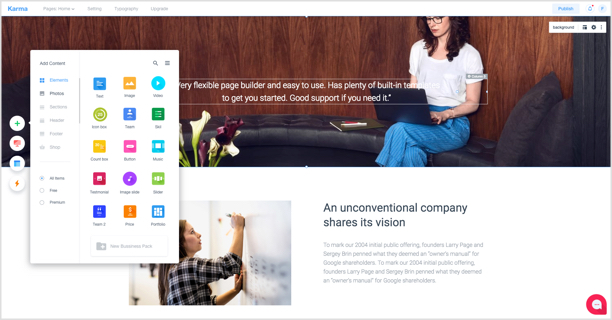 Karma
Pages: Home
Setting
Typography
Upgrade
Publish
F
background
Very flexible page builder and easy to use. Has plenty of built-in templates
to get you started. Good support if you need it."
Add Content
Elements
Photos
Sections
Header
Footer
Shop
All items
Free
Premium
Text
Image
Video
Icon box
Team
Skill
Count box
Button
Music
Testimonial
Image slide
Slider
Team 2
Price
Portfolio
New Bussiness Pack
An unconventional company
shares its vision
To mark our 2004 initial public offering, founders Larry Page and
Sergey Brin penned what they deemed an "owner's manual" for
Google shareholders. To mark our 2004 initial public offering,
founders Larry Page and Sergey Brin penned what they deemed
an "owner's manual" for Google shareholders.